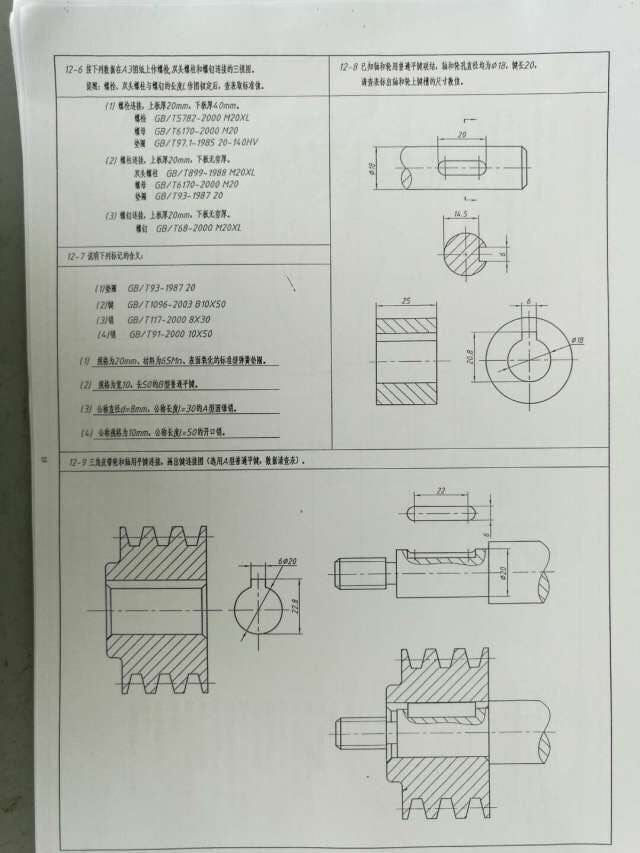 12-6 按下列数据在A3图纸上作螺栓,双头螺柱和螺钉连接的三视图。
提醒：螺栓、双头螺柱与螺钉的长度L作图初定后，查表取标准值。
(1) 螺栓连接，上板厚20mm、下板厚40mm。
螺栓 GB/T5782-2000 M20XL
螺母 GB/T6170-2000 M20
垫圈 GB/T97.1-1985 20-140HV
(2) 螺柱连接，上板厚20mm、下板无穷厚。
双头螺柱 GB/T899-1988 M20XL
螺母 GB/T6170-2000 M20
垫圈 GB/T93-1987 20
(3) 螺钉连接，上板厚20mm、下板无穷厚。
螺钉 GB/T68-2000 M20XL
12-7 说明下列标记的含义：
(1)垫圈 GB/T93-1987 20
(2)键 GB/T1096-2003 B10X50
(3)销 GB/T117-2000 8X30
(4)销 GB/T91-2000 10X50
(1) 规格为20mm、材料为65Mn、表面氧化的标准型弹簧垫圈。
(2) 规格为宽10、长50的B型普通平键。
(3) 公称直径d=8mm，公称长度l=30的A型圆锥销。
(4) 公称规格为10mm、公称长度l=50的开口销。
12-8 已知轴和轮用普通平键联结，轴和轮孔直径均为Φ18，键长20，
请查表标出轴和轮上键槽的尺寸数值。
20
Φ18
14.5
6
25
6
20.8
Φ18
12-9 三角皮带轮和轴用平键连接，画出键连接图（选用A型普通平键，数据请查表）。
22
6
6
Φ20
22.8
Φ20
19